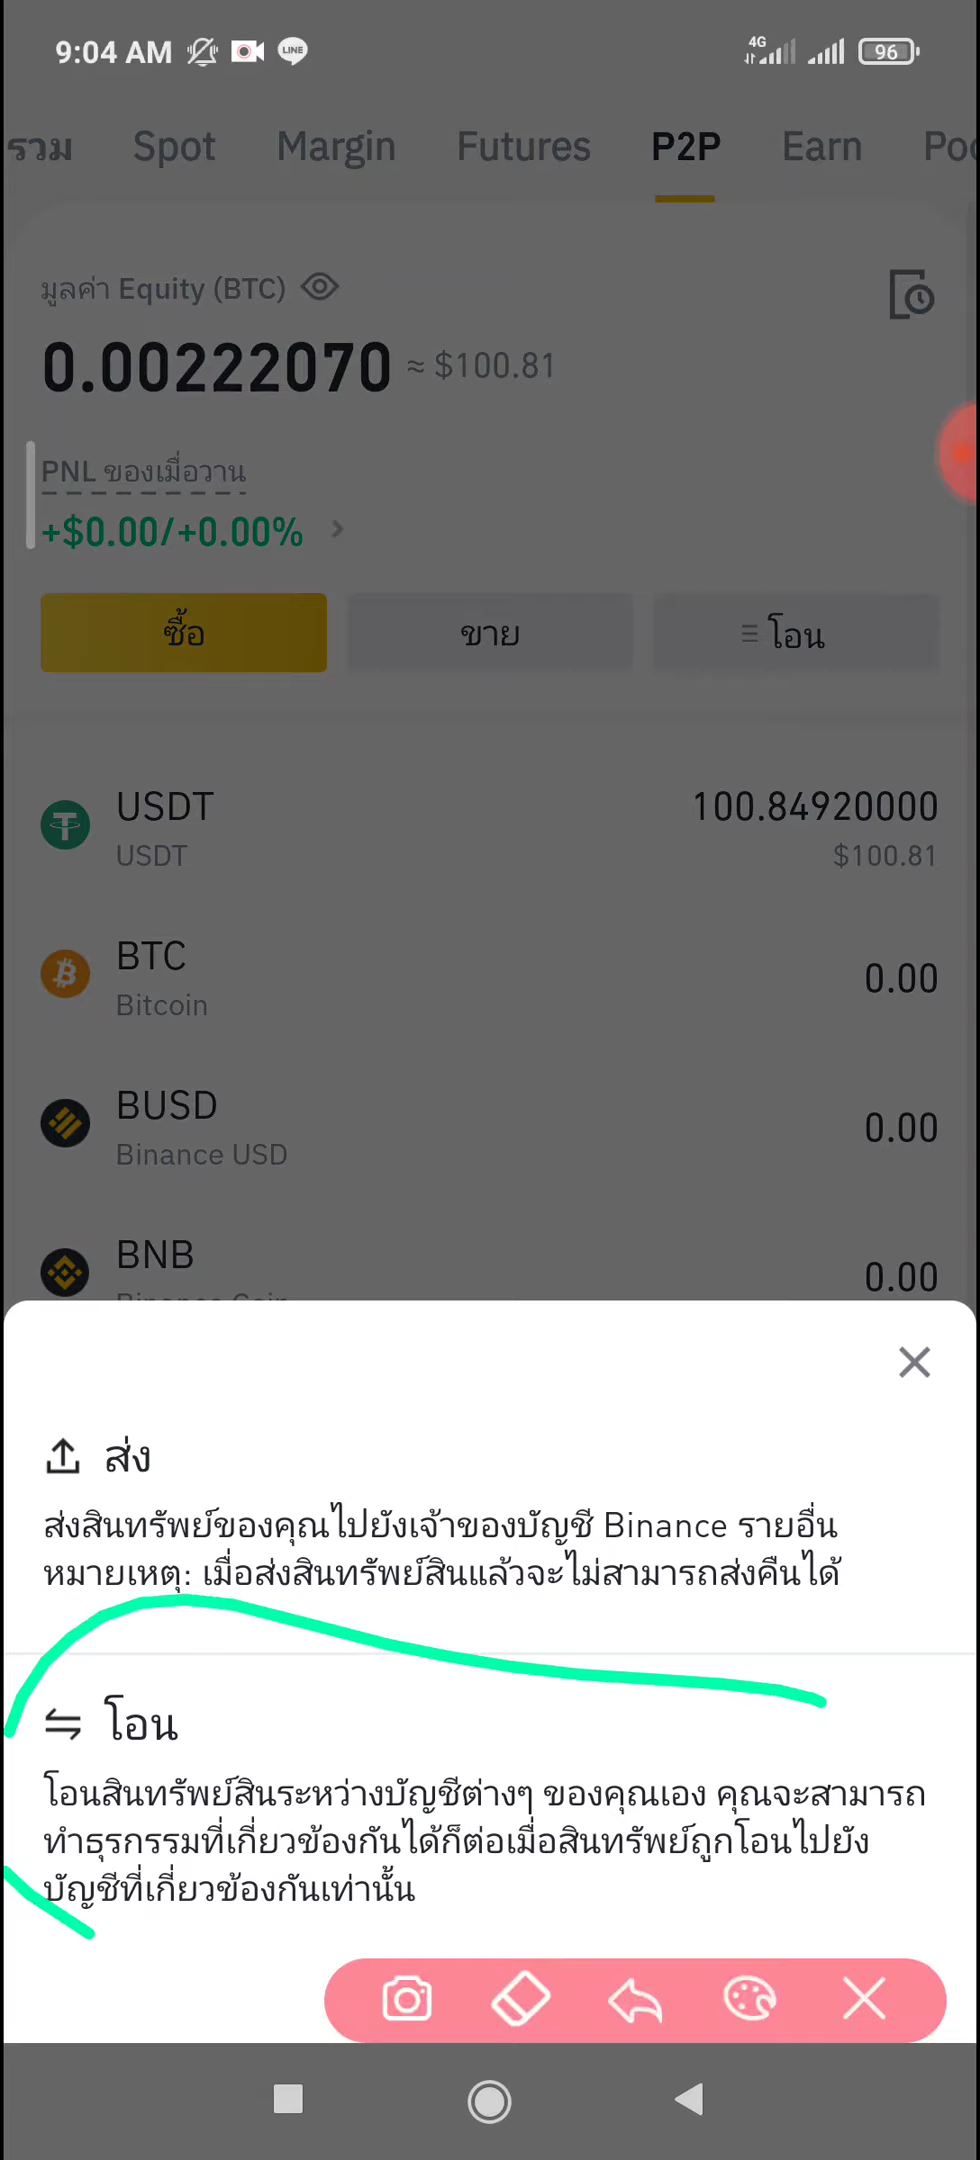 9:04 AM LINE 4G 96
รวม Spot Margin Futures P2P Earn
มูลค่า Equity (BTC)
0.00222070 ≈ $100.81
PNL ของเมื่อวาน
+$0.00/+0.00% >
ซื้อ ขาย โอน
USDT 100.84920000
USDT $100.81
BTC 0.00
Bitcoin
BUSD 0.00
Binance USD
BNB 0.00
ส่ง
ส่งสินทรัพย์ของคุณไปยังเจ้าของบัญชี Binance รายอื่น
หมายเหตุ: เมื่อส่งสินทรัพย์สินแล้วจะไม่สามารถส่งคืนได้
โอน
โอนสินทรัพย์สินระหว่างบัญชีต่างๆ ของคุณเอง คุณจะสามารถ
ทำธุรกรรมที่เกี่ยวข้องกันได้ก็ต่อเมื่อสินทรัพย์ถูกโอนไปยัง
บัญชีที่เกี่ยวข้องกันเท่านั้น